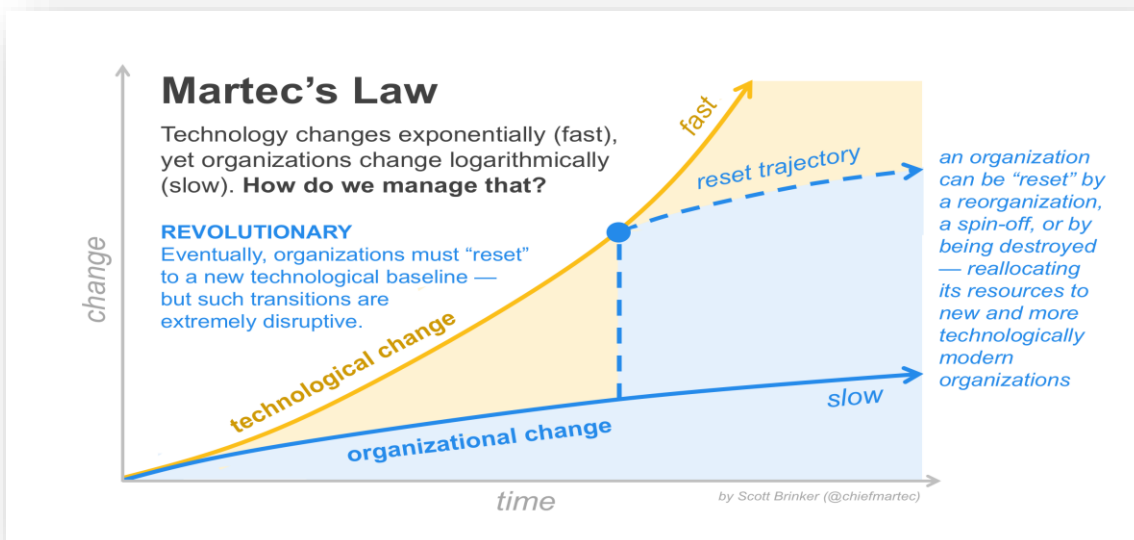 Martec’s Law
Technology changes exponentially (fast),
yet organizations change logarithmically
(slow). How do we manage that?
REVOLUTIONARY
Eventually, organizations must “reset”
to a new technological baseline —
but such transitions are
extremely disruptive.
change
technological change
fast
reset trajectory
organizational change
slow
an organization
can be “reset” by
a reorganization,
a spin-off, or by
being destroyed
— reallocating
its resources to
new and more
technologically
modern
organizations
time
by Scott Brinker (@chiefmartec)